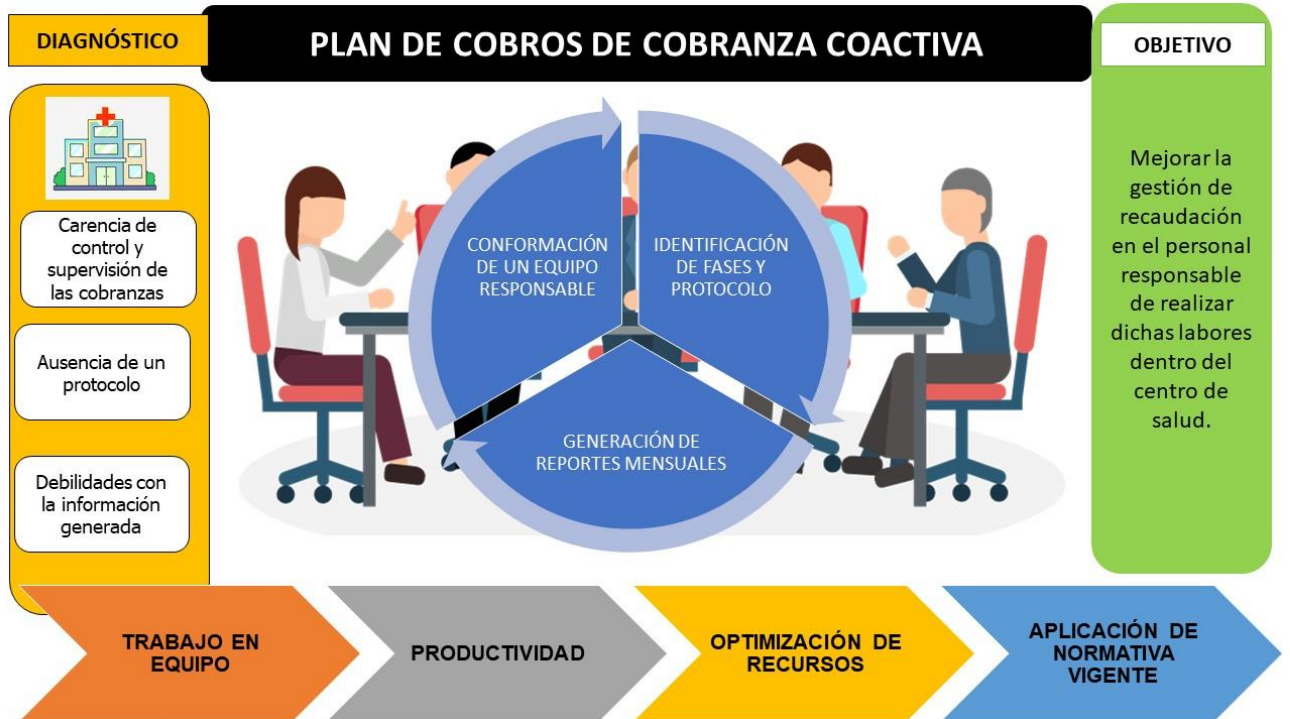 DIAGNÓSTICO
PLAN DE COBROS DE COBRANZA COACTIVA
OBJETIVO
Carencia de
control y
supervisión de
las cobranzas
Ausencia de un
protocolo
Debilidades con
la información
generada
CONFORMACIÓN
DE UN EQUIPO
RESPONSABLE
IDENTIFICACIÓN
DE FASES Y
PROTOCOLO
GENERACIÓN DE
REPORTES MENSUALES
Mejorar la
gestión de
recaudación
en el personal
responsable
de realizar
dichas labores
dentro del
centro de
salud.
TRABAJO EN
EQUIPO
PRODUCTIVIDAD
OPTIMIZACIÓN DE
RECURSOS
APLICACIÓN DE
NORMATIVA
VIGENTE